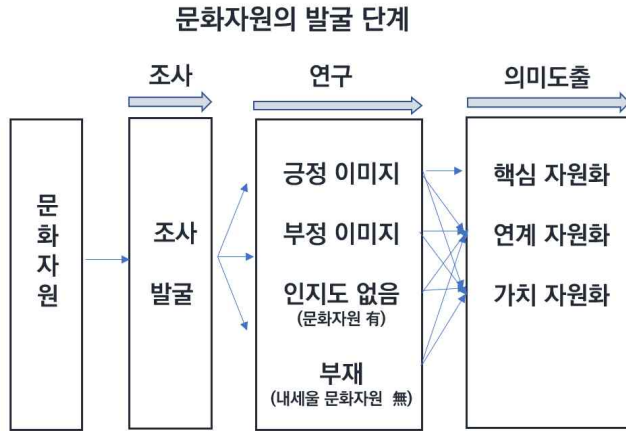 문화자원의 발굴 단계
조사
연구
의미도출
문화자원
조사
발굴
긍정 이미지
부정 이미지
인지도 없음
(문화자원 有)
부재
(내세울 문화자원 無)
핵심 자원화
연계 자원화
가치 자원화